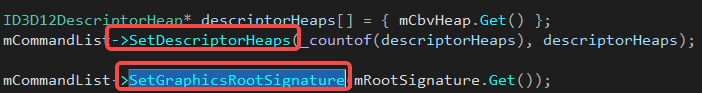 ID3D12DescriptorHeap* descriptorHeaps[] = { mCbvHeap.Get() };
mCommandList->SetDescriptorHeaps(_countof(descriptorHeaps), descriptorHeaps);
mCommandList->SetGraphicsRootSignature(mRootSignature.Get());